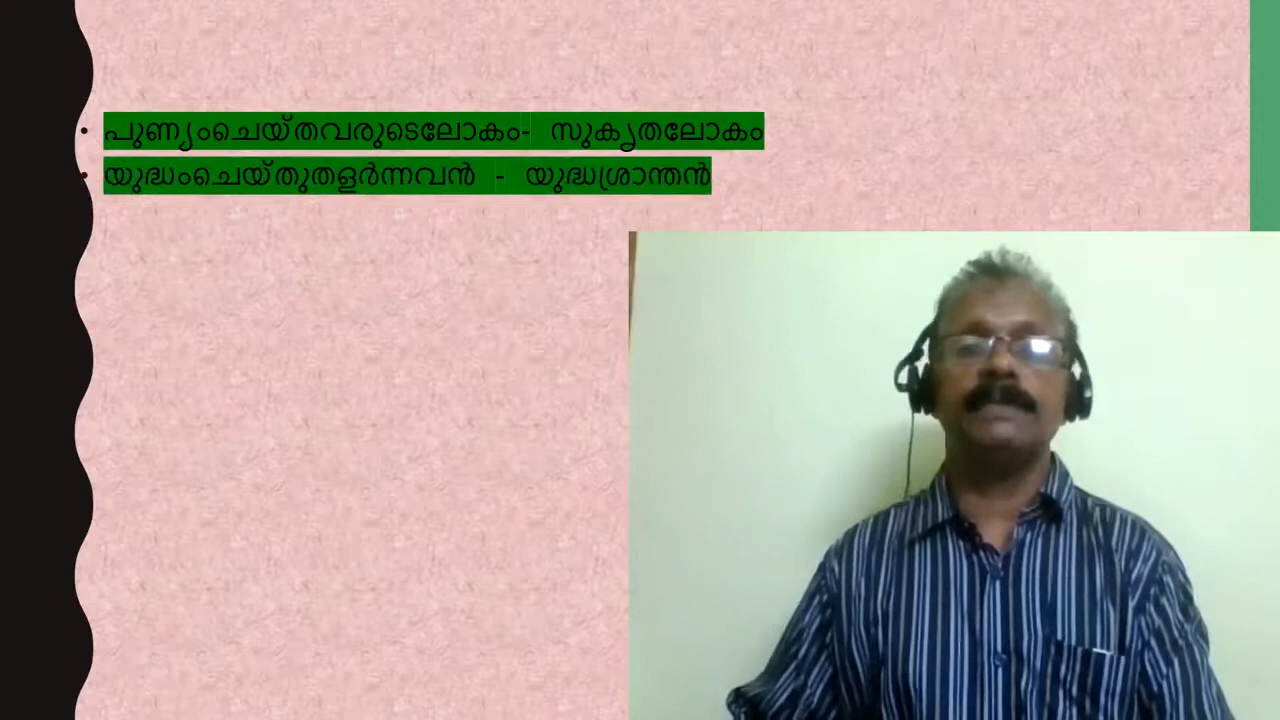 • പുണ്യംചെയ്തവരുടെലോകം- സുകൃതലോകം
• യുദ്ധംചെയ്തുതളർന്നവൻ - യുദ്ധശ്രാന്തൻ